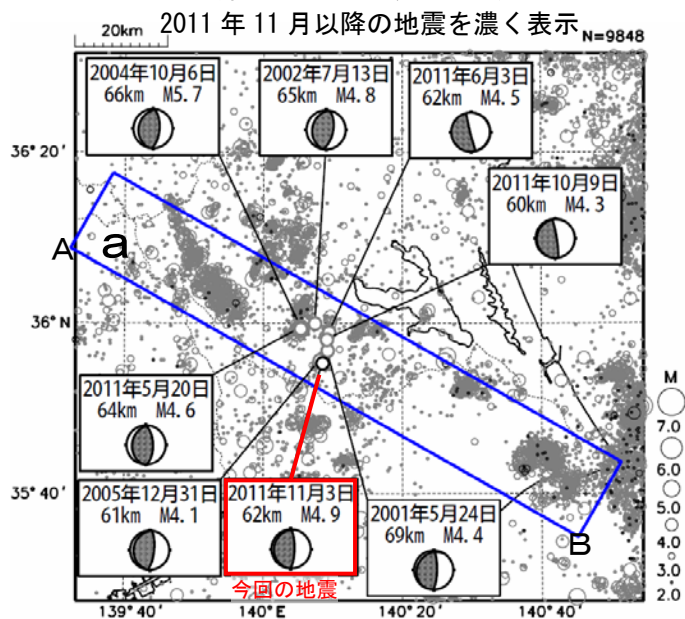 20km
2011 年 11 月以降の地震を濃く表示
N=9848
2004年10月6日
66km M5.7
2002年7月13日
65km M4.8
2011年6月3日
62km M4.5
36°20'
2011年10月9日
60km M4.3
A
a
36°N
2011年5月20日
64km M4.6
M
7.0
6.0
5.0
4.0
3.0
2.0
35°40'
2005年12月31日
61km M4.1
2011年11月3日
62km M4.9
2001年5月24日
69km M4.4
B
今回の地震
139°40'
140°E
140°20'
140°40'